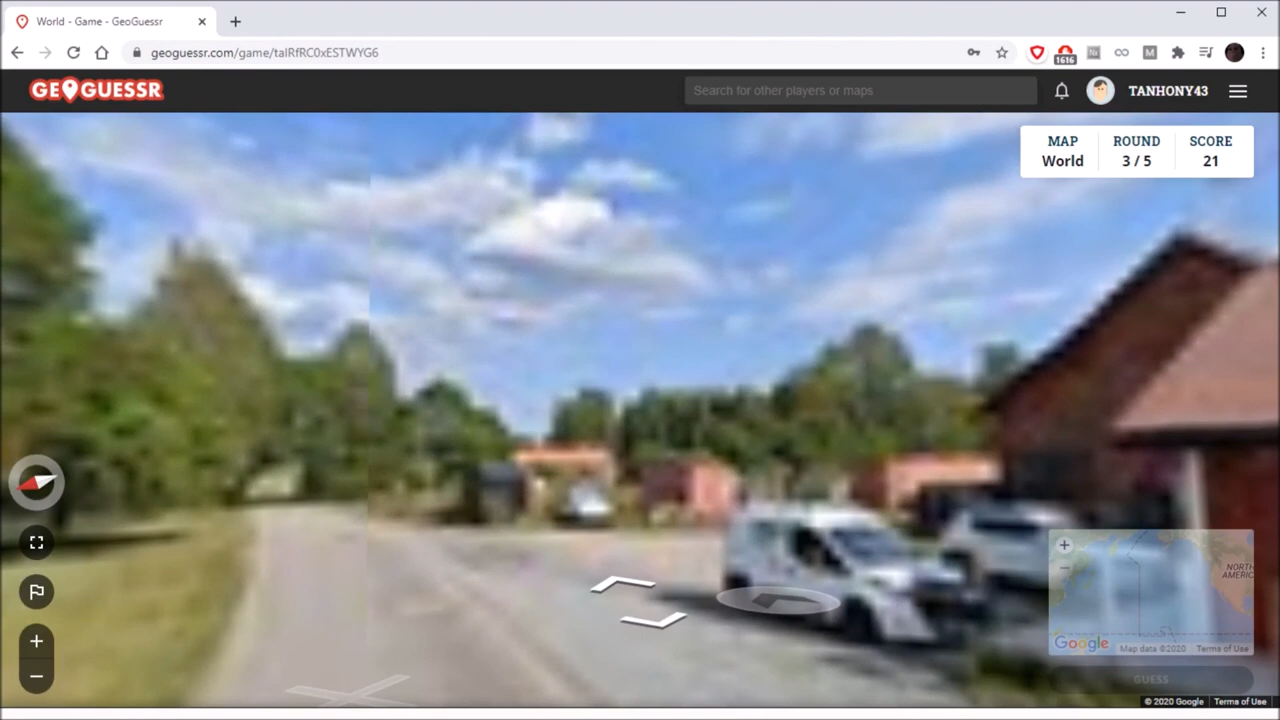 World - Game - GeoGuessr
geoguessr.com/game/talRfRC0xESTWYG6
1616
M
GEOGUESSR
Search for other players or maps
TANHONY43
MAP ROUND SCORE
World 3 / 5 21
NORTH
AMERIC
Google Map data ©2020 Terms of Use
GUESS
© 2020 Google Terms of Use